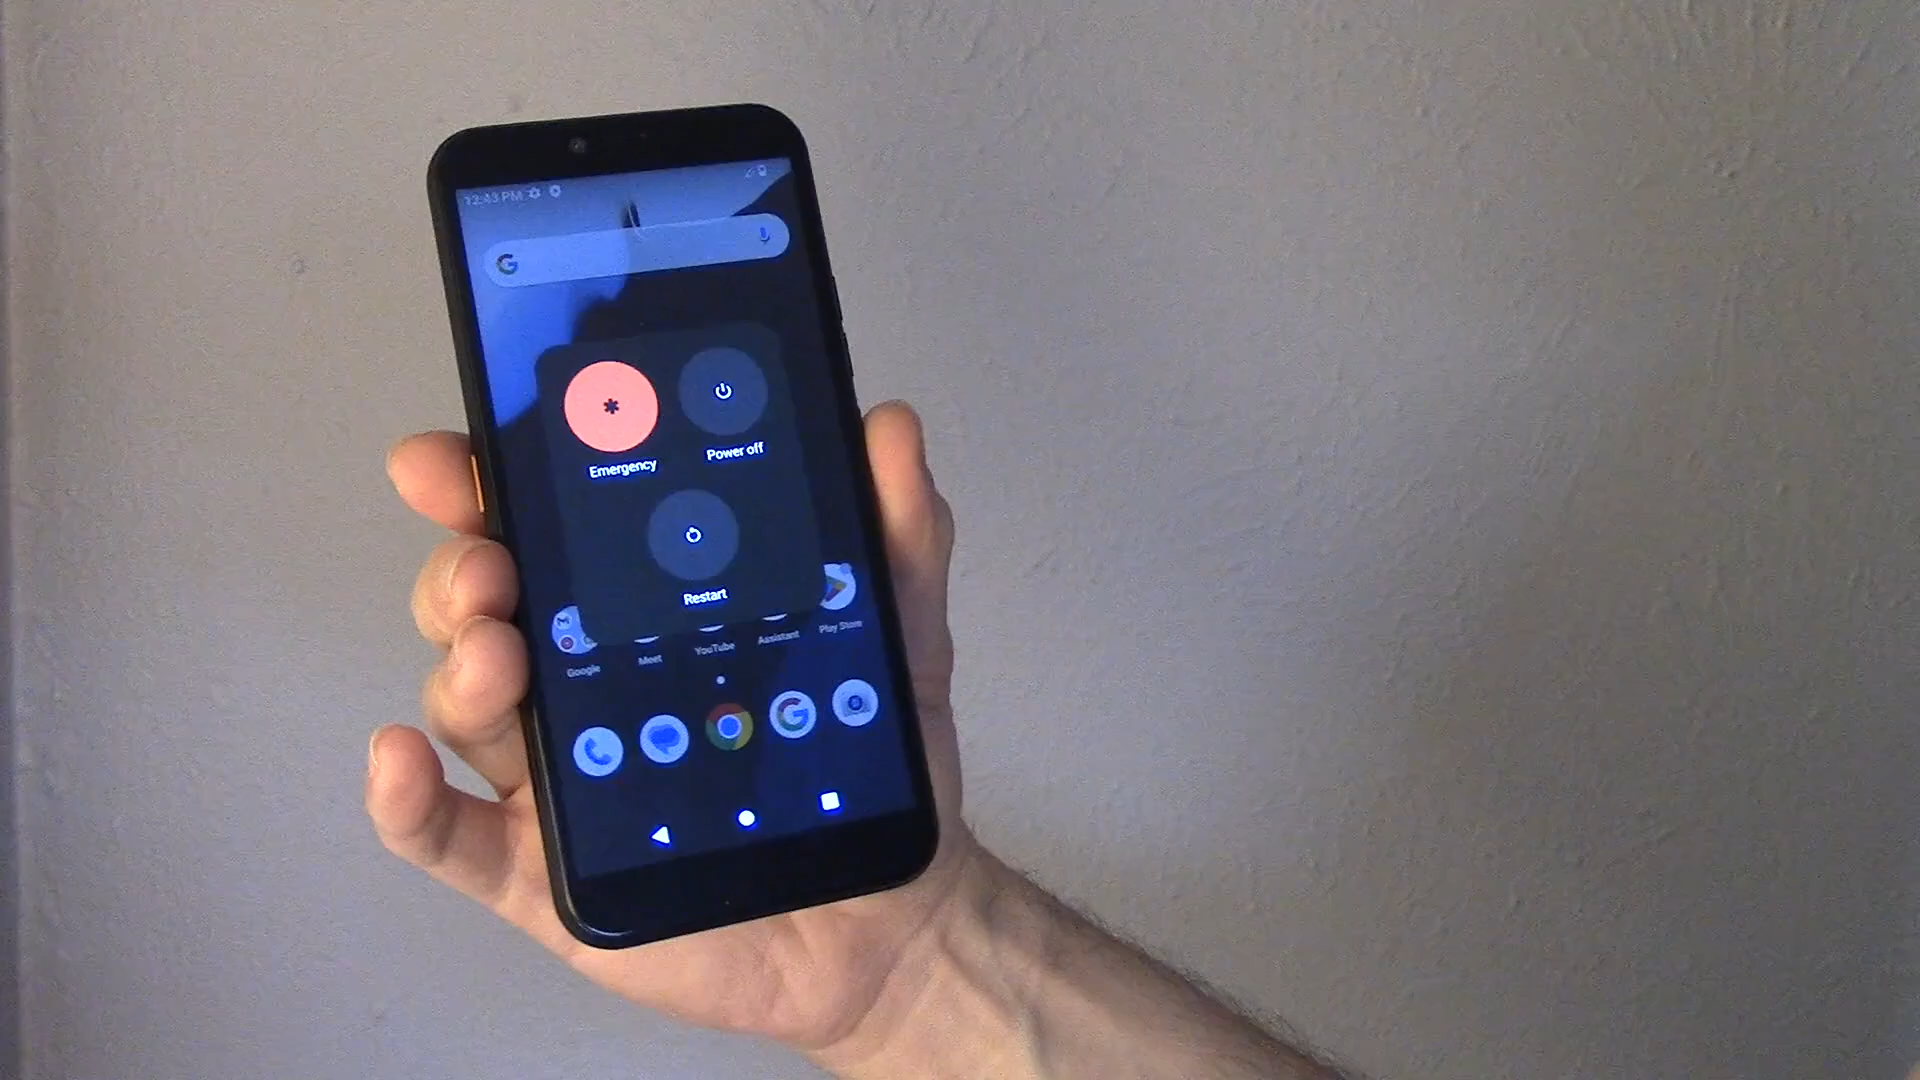 12:43 PM
Emergency
Power off
Restart
Google
Meet
YouTube
Assistant
Play Store